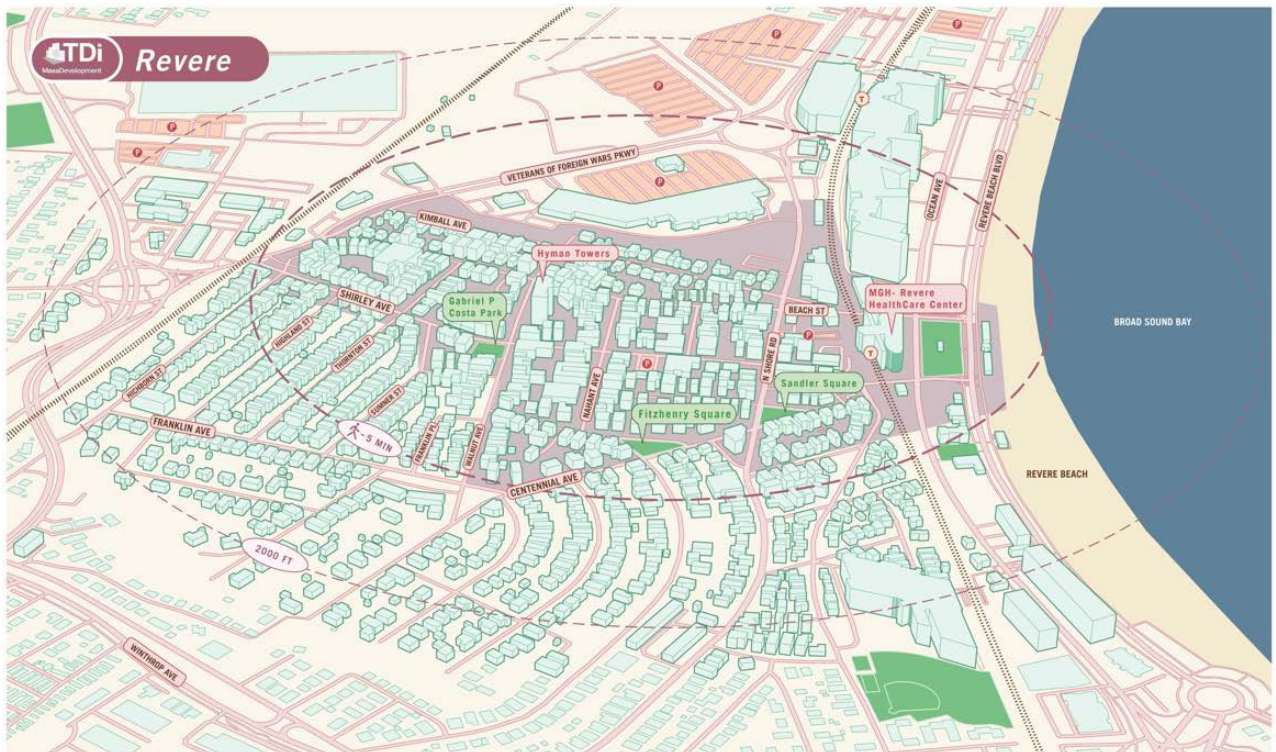 TDi
MassDevelopment
Revere
P
P
T
P
P
VETERANS OF FOREIGN WARS PKWY
P
P
OCEAN AVE
REVERE BEACH BLVD
KIMBALL AVE
Hyman Towers
Gabriel P
Costa Park
SHIRLEY AVE
MGH- Revere
HealthCare Center
BEACH ST
BROAD SOUND BAY
HIGHLAND ST
THORNTON ST
P
N SHORE RD
T
P
HICHBORN ST
SUMNER ST
NAHANT AVE
Sandler Square
Fitzhenry Square
FRANKLIN AVE
~5 MIN
FRANKLIN PL
WALNUT AVE
CENTENNIAL AVE
REVERE BEACH
2000 FT
WINTHROP AVE